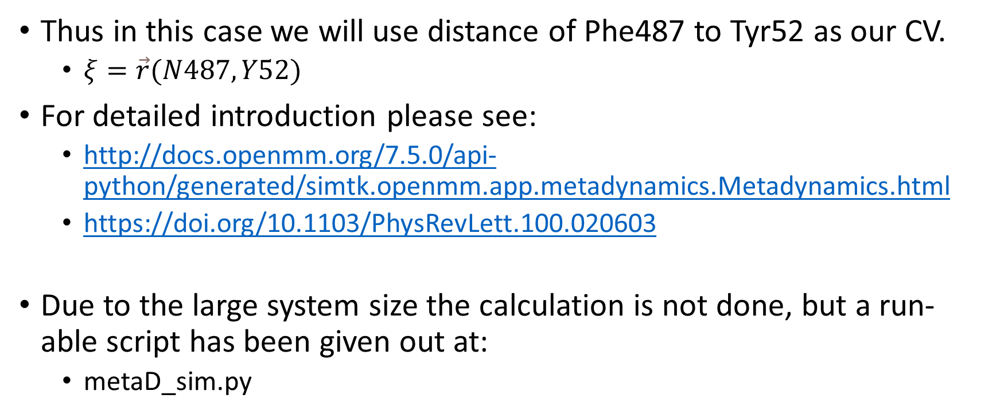 • Thus in this case we will use distance of Phe487 to Tyr52 as our CV.
• ξ = r⃗(N487, Y52)
• For detailed introduction please see:
• http://docs.openmm.org/7.5.0/api-
python/generated/simtk.openmm.app.metadynamics.Metadynamics.html
• https://doi.org/10.1103/PhysRevLett.100.020603
• Due to the large system size the calculation is not done, but a run-
able script has been given out at:
• metaD_sim.py